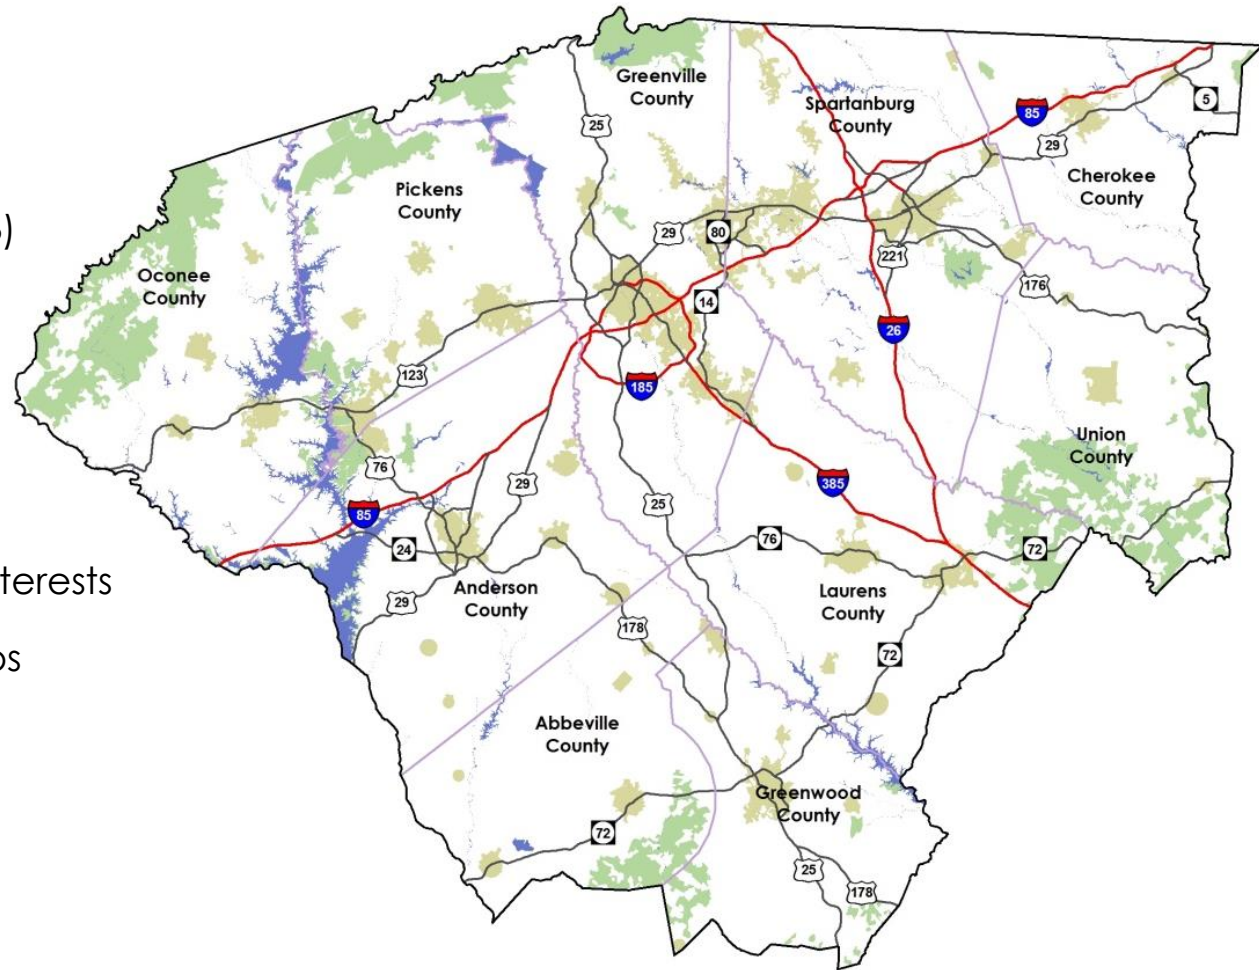 Greenville
County
Spartanburg
County
85
5
25
29
Cherokee
County
Pickens
County
s)
29
80
221
Oconee
County
176
14
26
123
185
Union
County
76
29
385
85
25
24
76
72
nterests
Anderson
County
Laurens
County
29
178
72
os
Abbeville
County
Greenwood
County
72
25
178